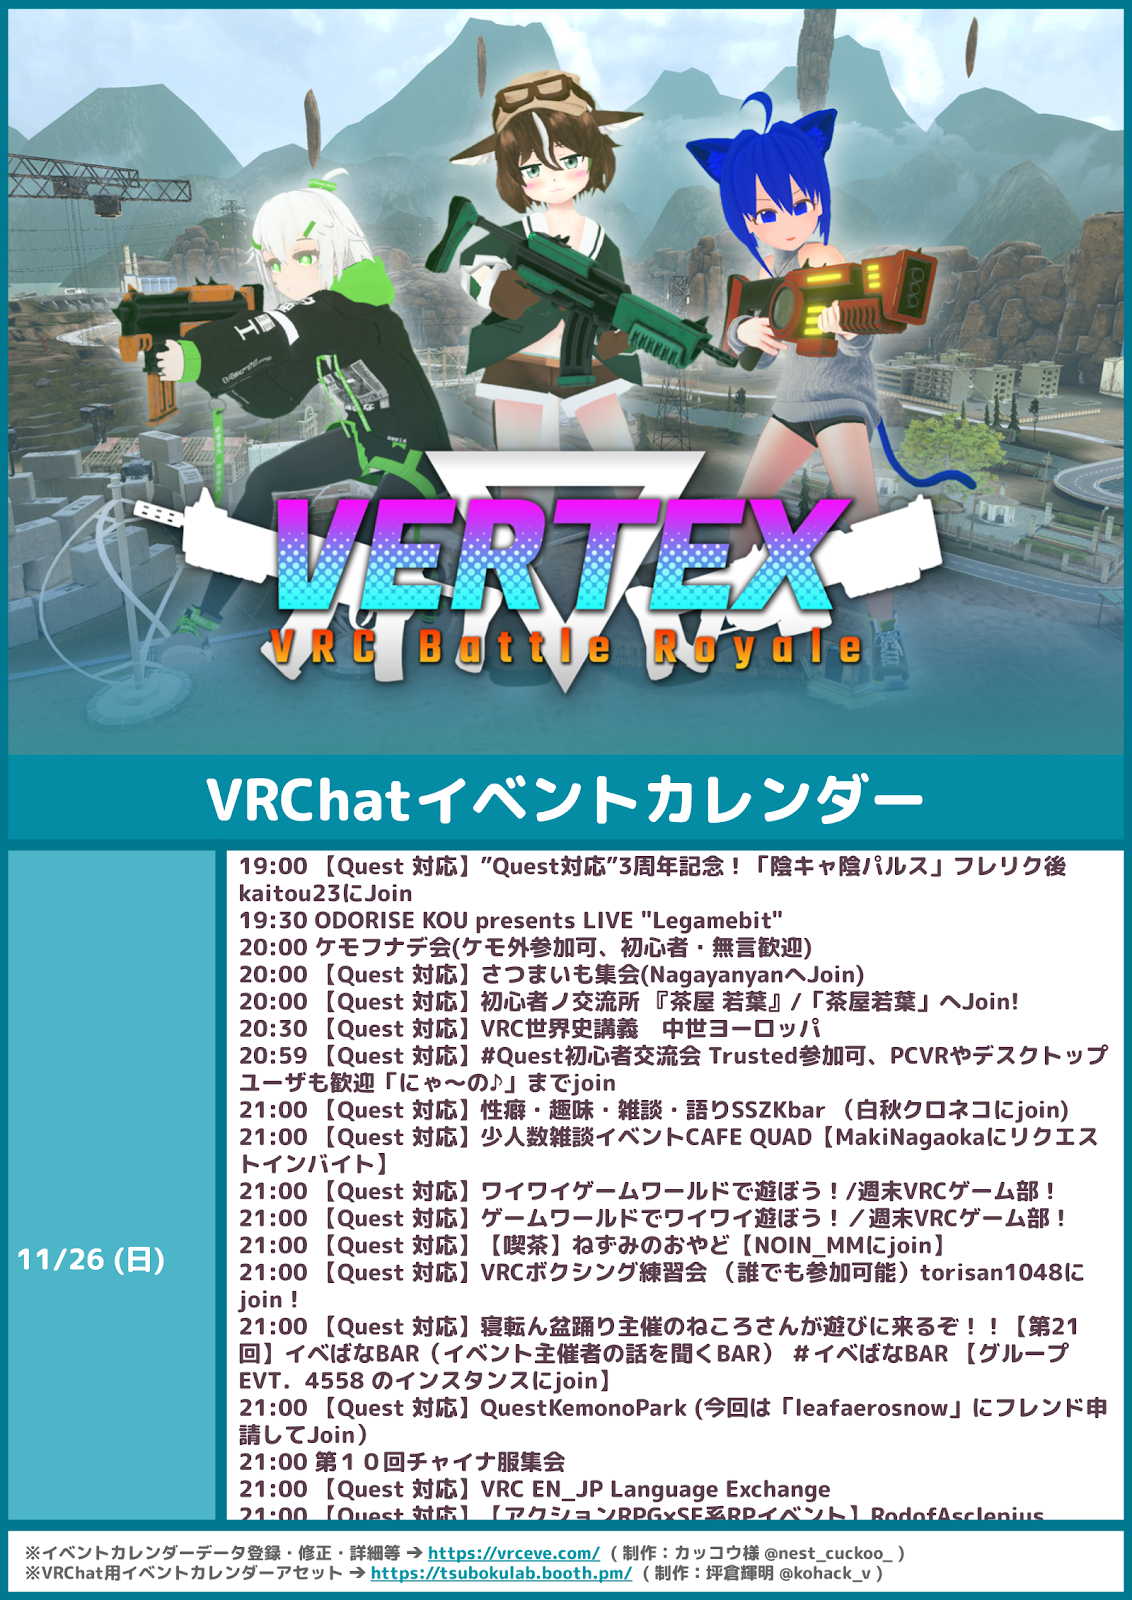 VERTEX
VRC Battle Royale
VRChatイベントカレンダー
11/26 (日)
19:00 【Quest 対応】”Quest対応”3周年記念！「陰キャ陰パルス」フレリク後
kaitou23にJoin
19:30 ODORISE KOU presents LIVE "Legamebit"
20:00 ケモフナデ会(ケモ外参加可、初心者・無言歓迎)
20:00 【Quest 対応】さつまいも集会(NagayanyanへJoin)
20:00 【Quest 対応】初心者ノ交流所 『茶屋 若葉』/「茶屋若葉」へJoin!
20:30 【Quest 対応】VRC世界史講義　中世ヨーロッパ
20:59 【Quest 対応】#Quest初心者交流会 Trusted参加可、PCVRやデスクトップ
ユーザも歓迎「にゃ～の♪」までjoin
21:00 【Quest 対応】性癖・趣味・雑談・語りSSZKbar （白秋クロネコにjoin)
21:00 【Quest 対応】少人数雑談イベントCAFE QUAD【MakiNagaokaにリクエス
トインバイト】
21:00 【Quest 対応】ワイワイゲームワールドで遊ぼう！/週末VRCゲーム部！
21:00 【Quest 対応】ゲームワールドでワイワイ遊ぼう！／週末VRCゲーム部！
21:00 【Quest 対応】【喫茶】ねずみのおやど【NOIN_MMにjoin】
21:00 【Quest 対応】VRCボクシング練習会 （誰でも参加可能）torisan1048に
join！
21:00 【Quest 対応】寝転ん盆踊り主催のねころさんが遊びに来るぞ！！【第21
回】イベばなBAR（イベント主催者の話を聞くBAR） ＃イベばなBAR 【グループ
EVT．4558 のインスタンスにjoin】
21:00 【Quest 対応】QuestKemonoPark (今回は「leafaerosnow」にフレンド申
請してJoin）
21:00 第１０回チャイナ服集会
21:00 【Quest 対応】VRC EN_JP Language Exchange
21:00 【Quest 対応】【アクションRPG×SF系RPイベント】RodofAsclepius
※イベントカレンダーデータ登録・修正・詳細等 ➔ https://vrceve.com/ ( 制作：カッコウ様 @nest_cuckoo_ )
※VRChat用イベントカレンダーアセット ➔ https://tsubokulab.booth.pm/ ( 制作：坪倉輝明 @kohack_v )